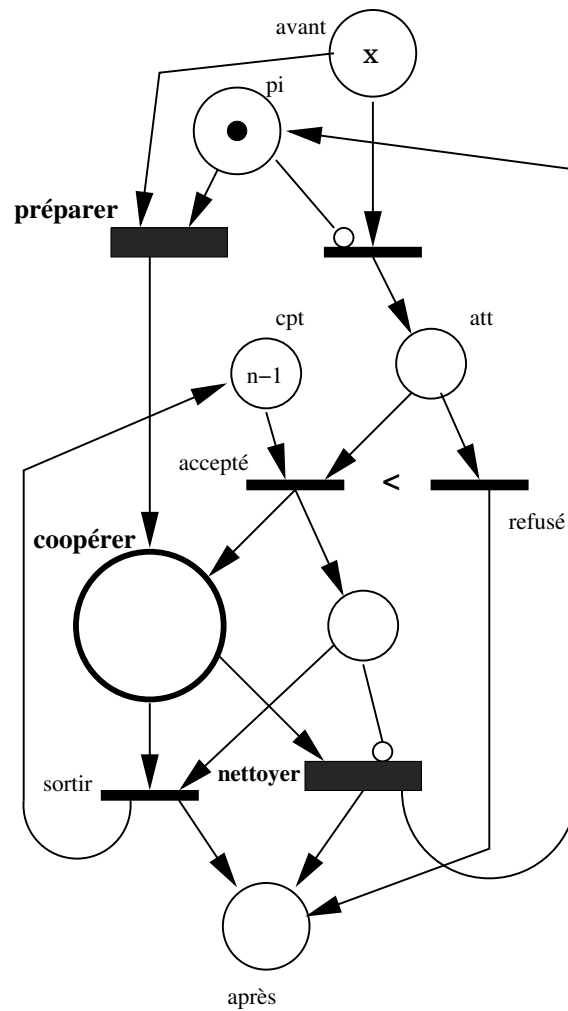 avant
x
pi
préparer
cpt
att
n−1
accepté
<
refusé
coopérer
sortir
nettoyer
après